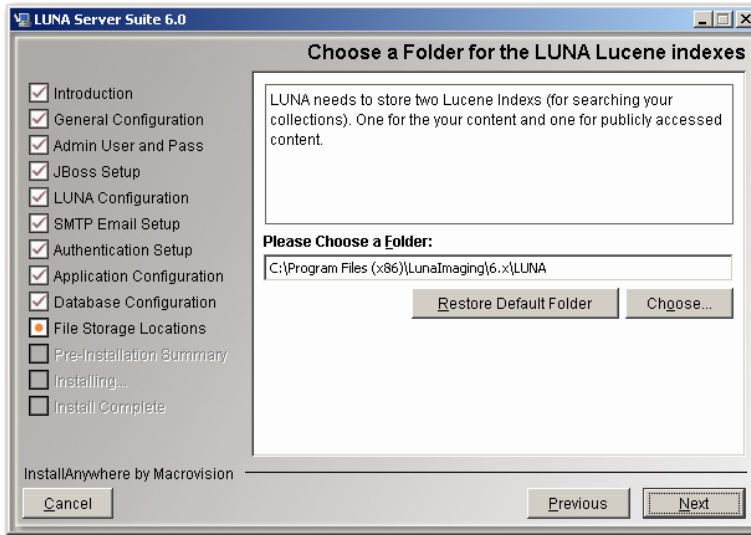 LUNA Server Suite 6.0
Choose a Folder for the LUNA Lucene indexes
Introduction
General Configuration
Admin User and Pass
JBoss Setup
LUNA Configuration
SMTP Email Setup
Authentication Setup
Application Configuration
Database Configuration
File Storage Locations
Pre-Installation Summary
Installing...
Install Complete
LUNA needs to store two Lucene Indexs (for searching your
collections). One for the your content and one for publicly accessed
content.
Please Choose a Folder:
C:\Program Files (x86)\LunaImaging\6.x\LUNA
Restore Default Folder
Choose...
InstallAnywhere by Macrovision
Cancel
Previous
Next